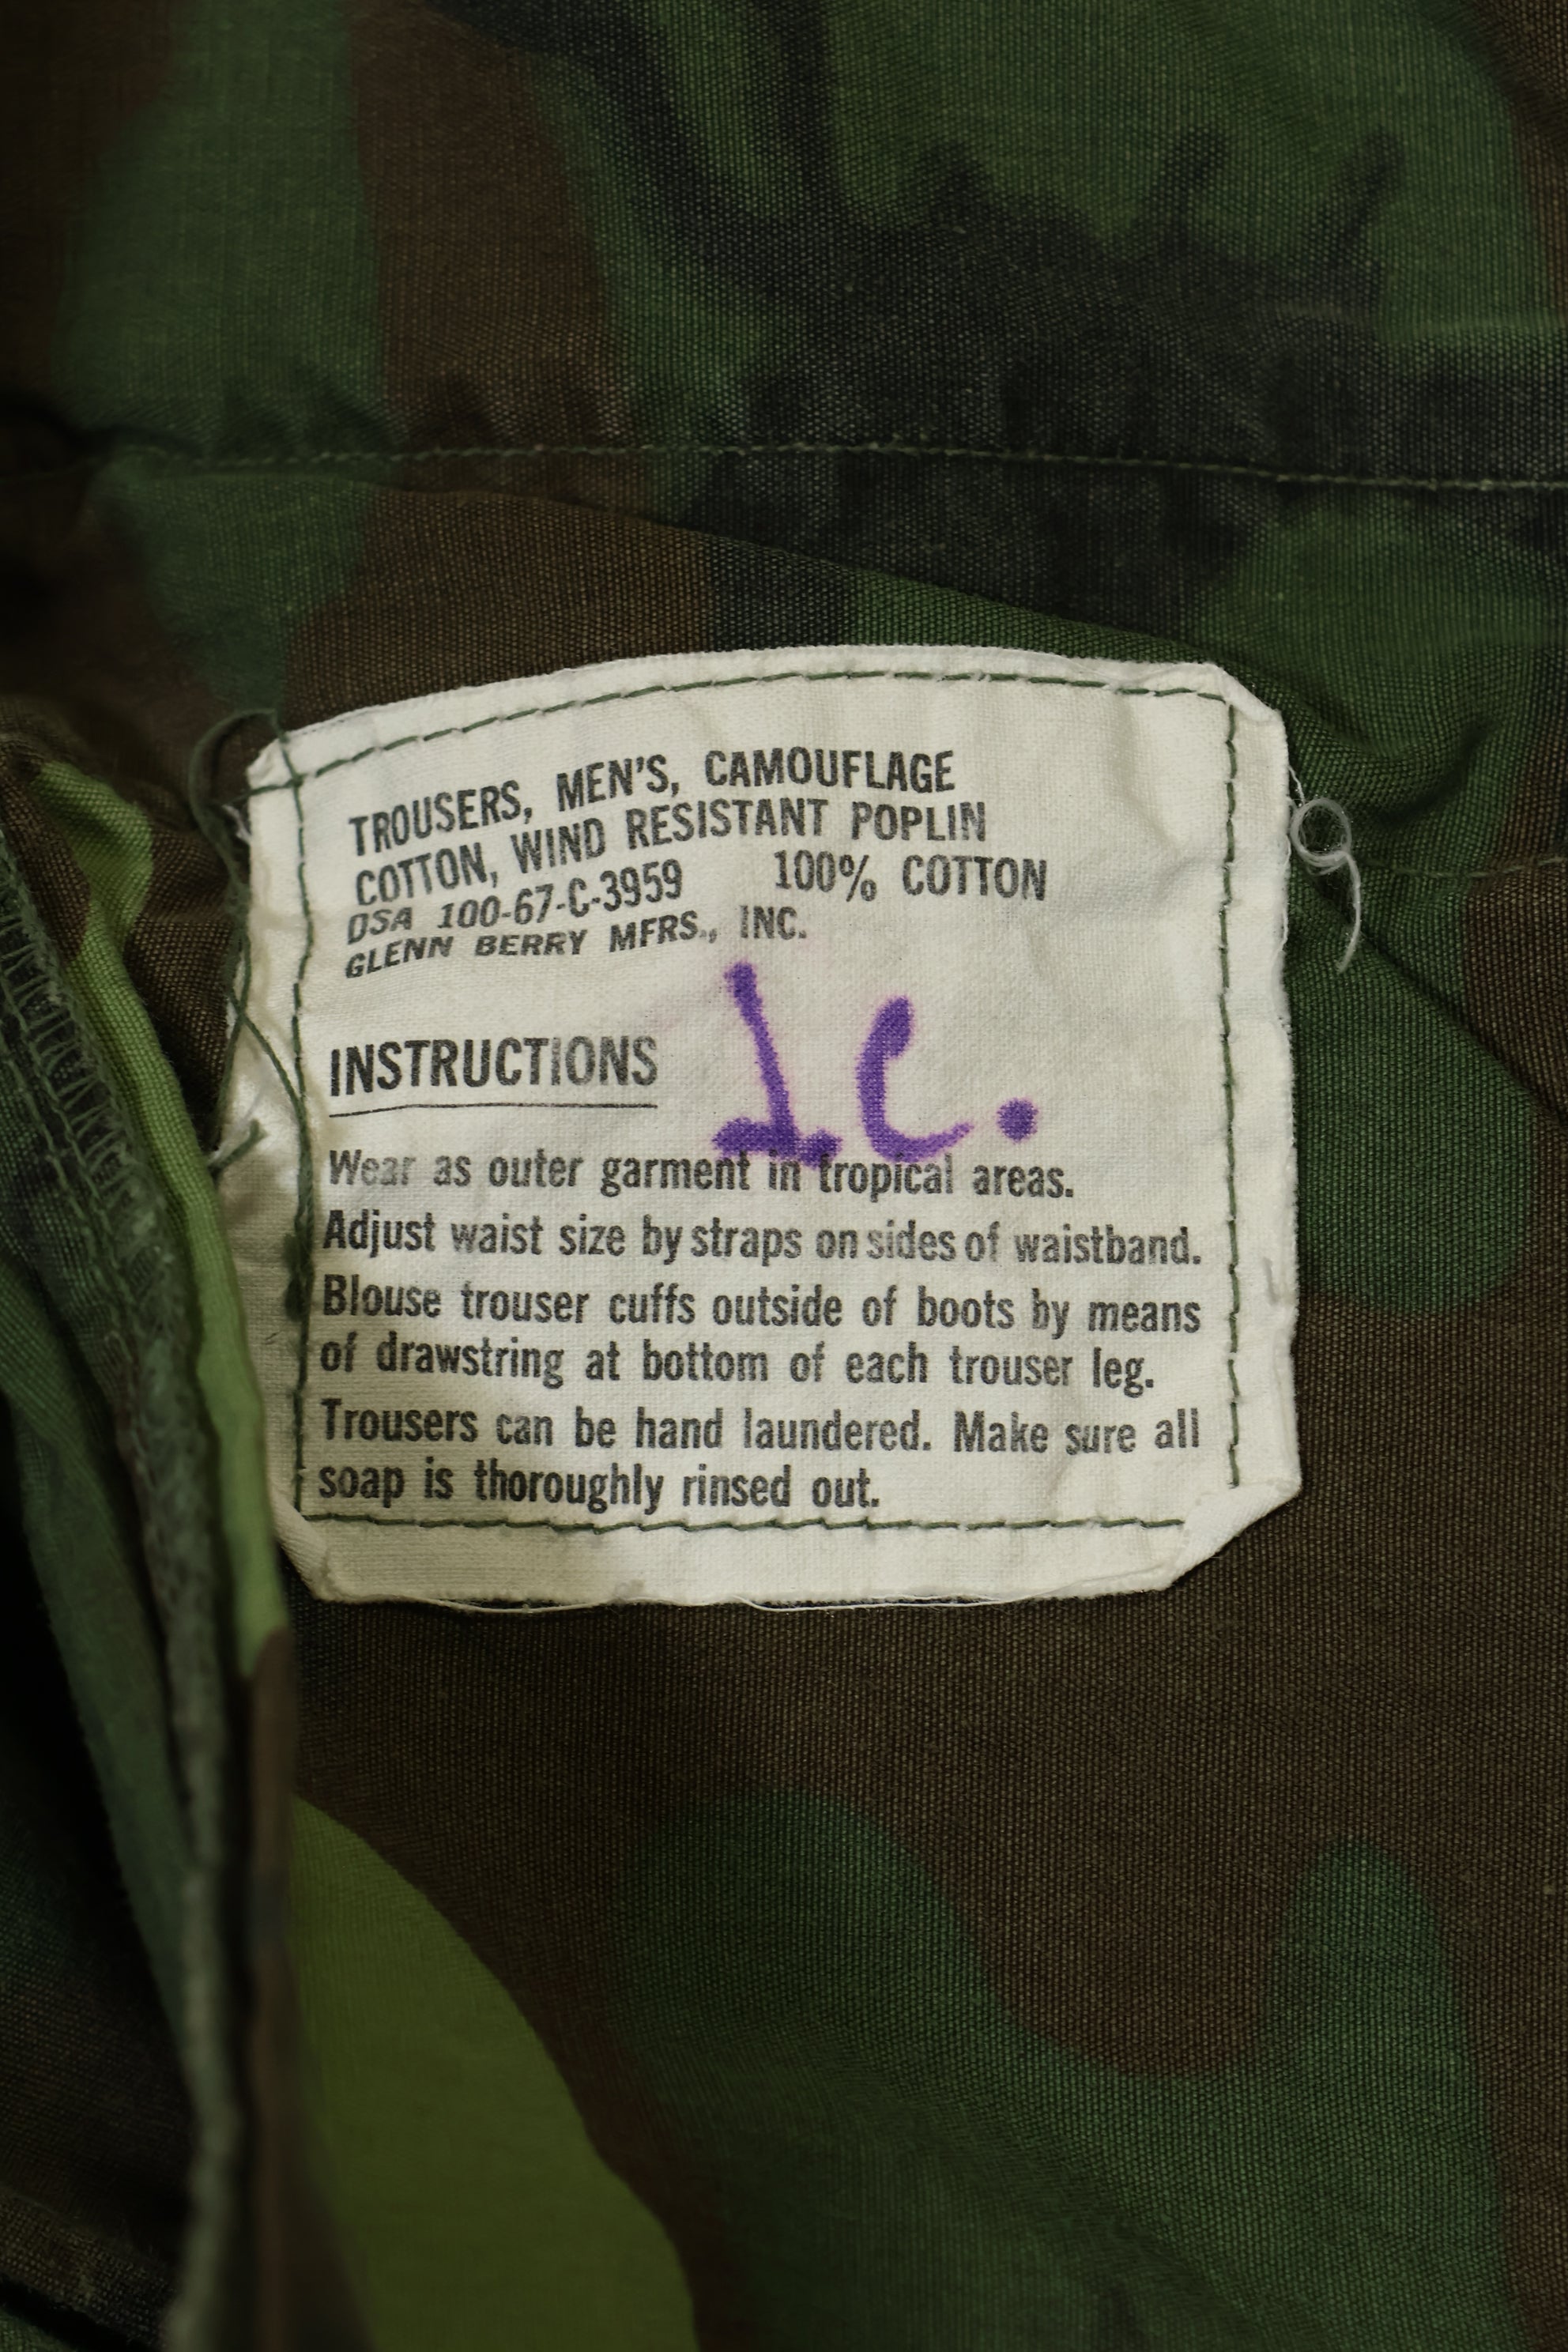 TROUSERS, MEN'S, CAMOUFLAGE
COTTON, WIND RESISTANT POPLIN
DSA 100-67-C-3959 100% COTTON
GLENN BERRY MFRS., INC.
INSTRUCTIONS
Wear as outer garment in tropical areas.
Adjust waist size by straps on sides of waistband.
Blouse trouser cuffs outside of boots by means
of drawstring at bottom of each trouser leg.
Trousers can be hand laundered. Make sure all
soap is thoroughly rinsed out.